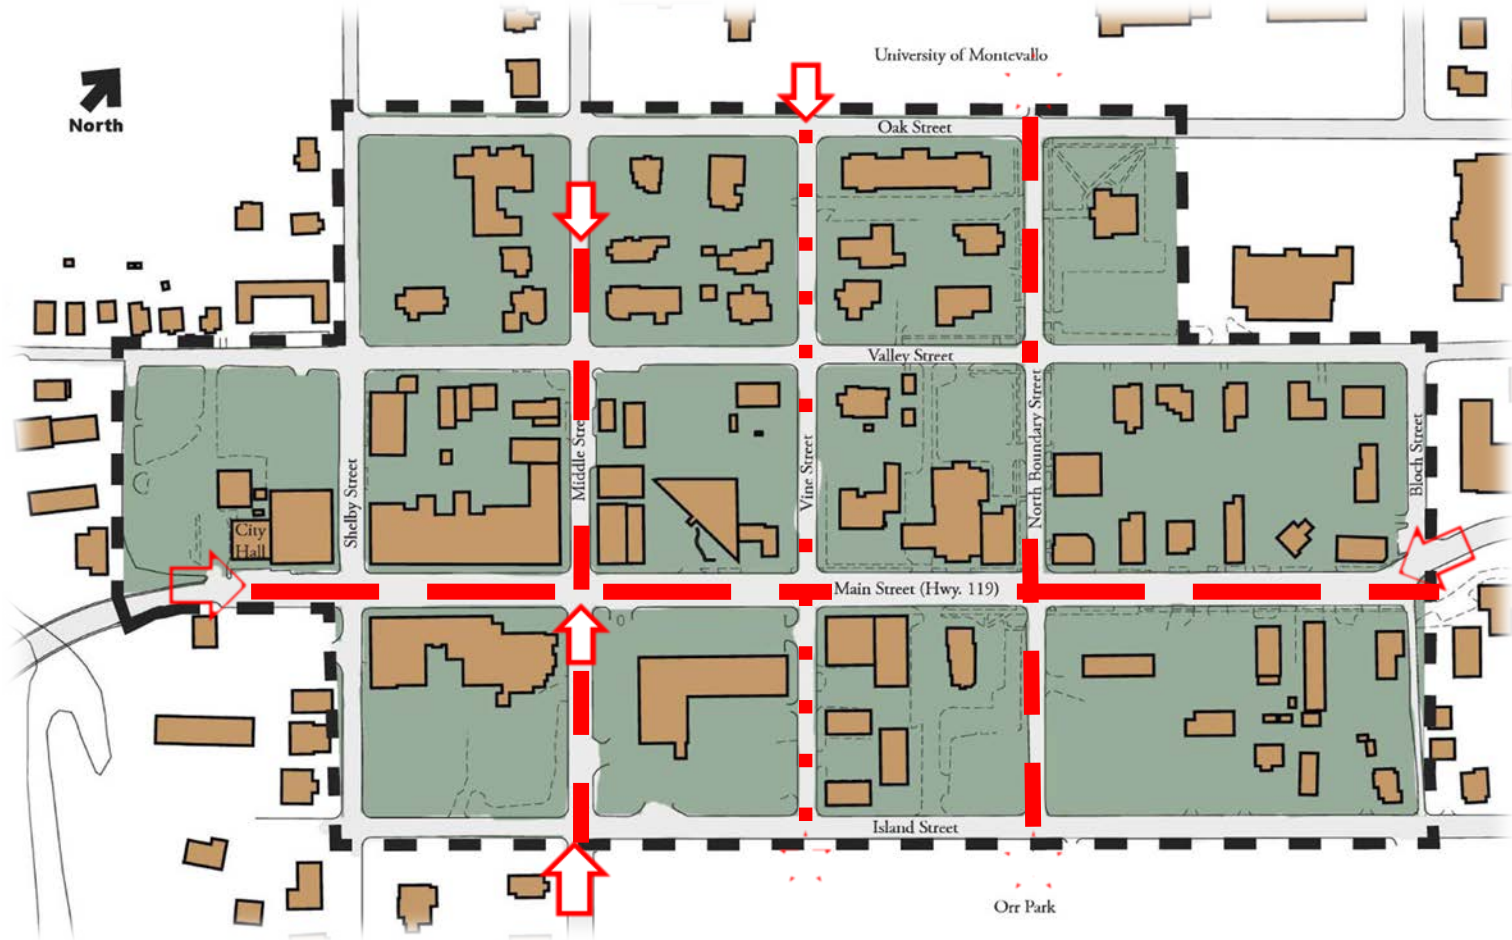 University of Montevallo
North
Oak Street
Valley Street
Shelby Street
Middle Stre
Vine Street
North Boundary Street
Bloch Street
City
Hall
Main Street (Hwy. 119)
Island Street
Orr Park